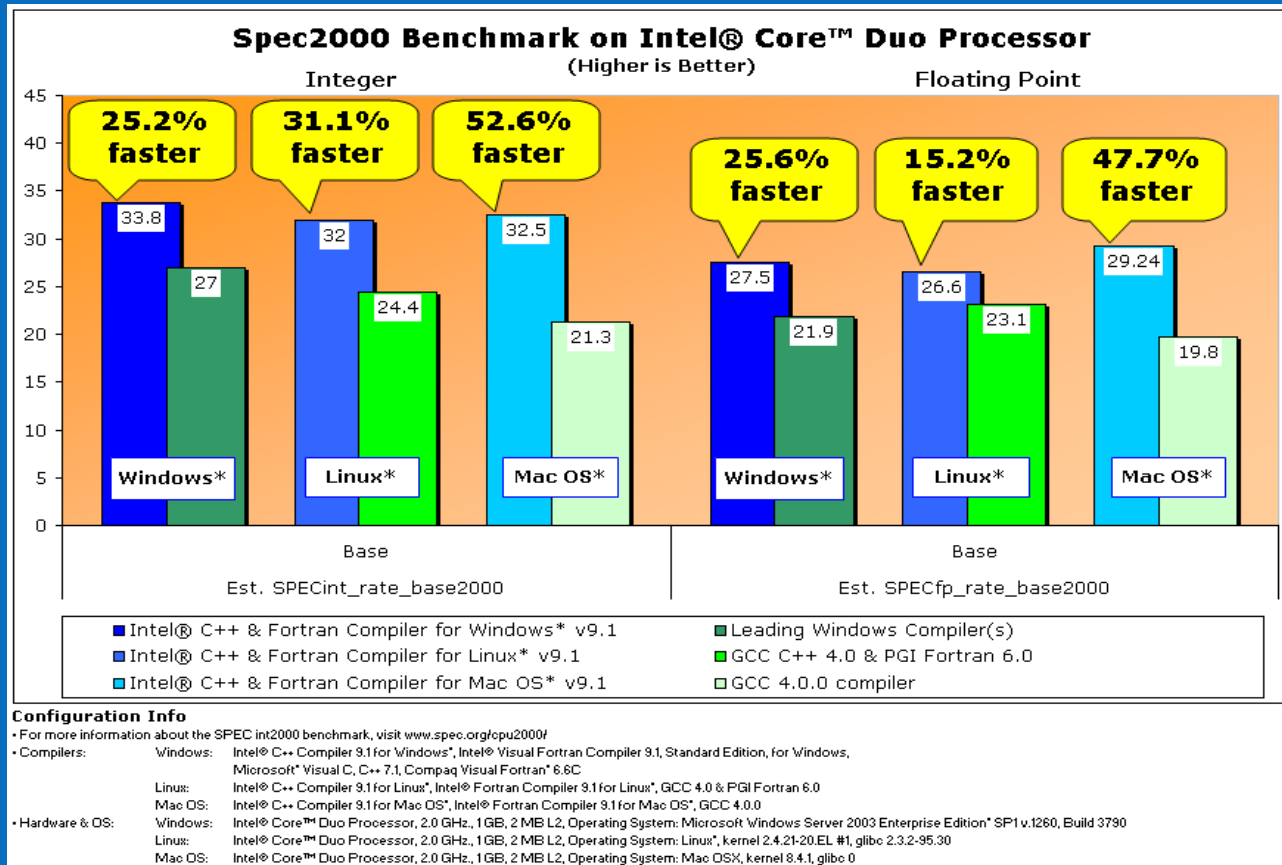 Spec2000 Benchmark on Intel® Core™ Duo Processor
(Higher is Better)
Integer
Floating Point
45
40
35
30
25
20
15
10
5
0
25.2%
faster
31.1%
faster
52.6%
faster
25.6%
faster
15.2%
faster
47.7%
faster
33.8
27
32
24.4
32.5
21.3
27.5
21.9
26.6
23.1
29.24
19.8
Windows*
Linux*
Mac OS*
Windows*
Linux*
Mac OS*
Base
Base
Est. SPECint_rate_base2000
Est. SPECfp_rate_base2000
Intel® C++ & Fortran Compiler for Windows* v9.1
Leading Windows Compiler(s)
Intel® C++ & Fortran Compiler for Linux* v9.1
GCC C++ 4.0 & PGI Fortran 6.0
Intel® C++ & Fortran Compiler for Mac OS* v9.1
GCC 4.0.0 compiler
Configuration Info
• For more information about the SPEC int2000 benchmark, visit www.spec.org/cpu2000/
• Compilers: Windows: Intel® C++ Compiler 9.1 for Windows*, Intel® Visual Fortran Compiler 9.1, Standard Edition, for Windows,
Microsoft* Visual C, C++ 7.1, Compaq Visual Fortran* 6.6C
Linux: Intel® C++ Compiler 9.1 for Linux*, Intel® Fortran Compiler 9.1 for Linux*, GCC 4.0 & PGI Fortran 6.0
Mac OS: Intel® C++ Compiler 9.1 for Mac OS*, Intel® Fortran Compiler 9.1 for Mac OS*, GCC 4.0.0
• Hardware & OS: Windows: Intel® Core™ Duo Processor, 2.0 GHz., 1GB, 2 MB L2, Operating System: Microsoft Windows Server 2003 Enterprise Edition* SP1 v.1260, Build 3790
Linux: Intel® Core™ Duo Processor, 2.0 GHz., 1GB, 2 MB L2, Operating System: Linux*, kernel 2.4.21-20.EL #1, glibc 2.3.2-95.30
Mac OS: Intel® Core™ Duo Processor, 2.0 GHz., 1GB, 2 MB L2, Operating System: Mac OSX, kernel 8.4.1, glibc 0